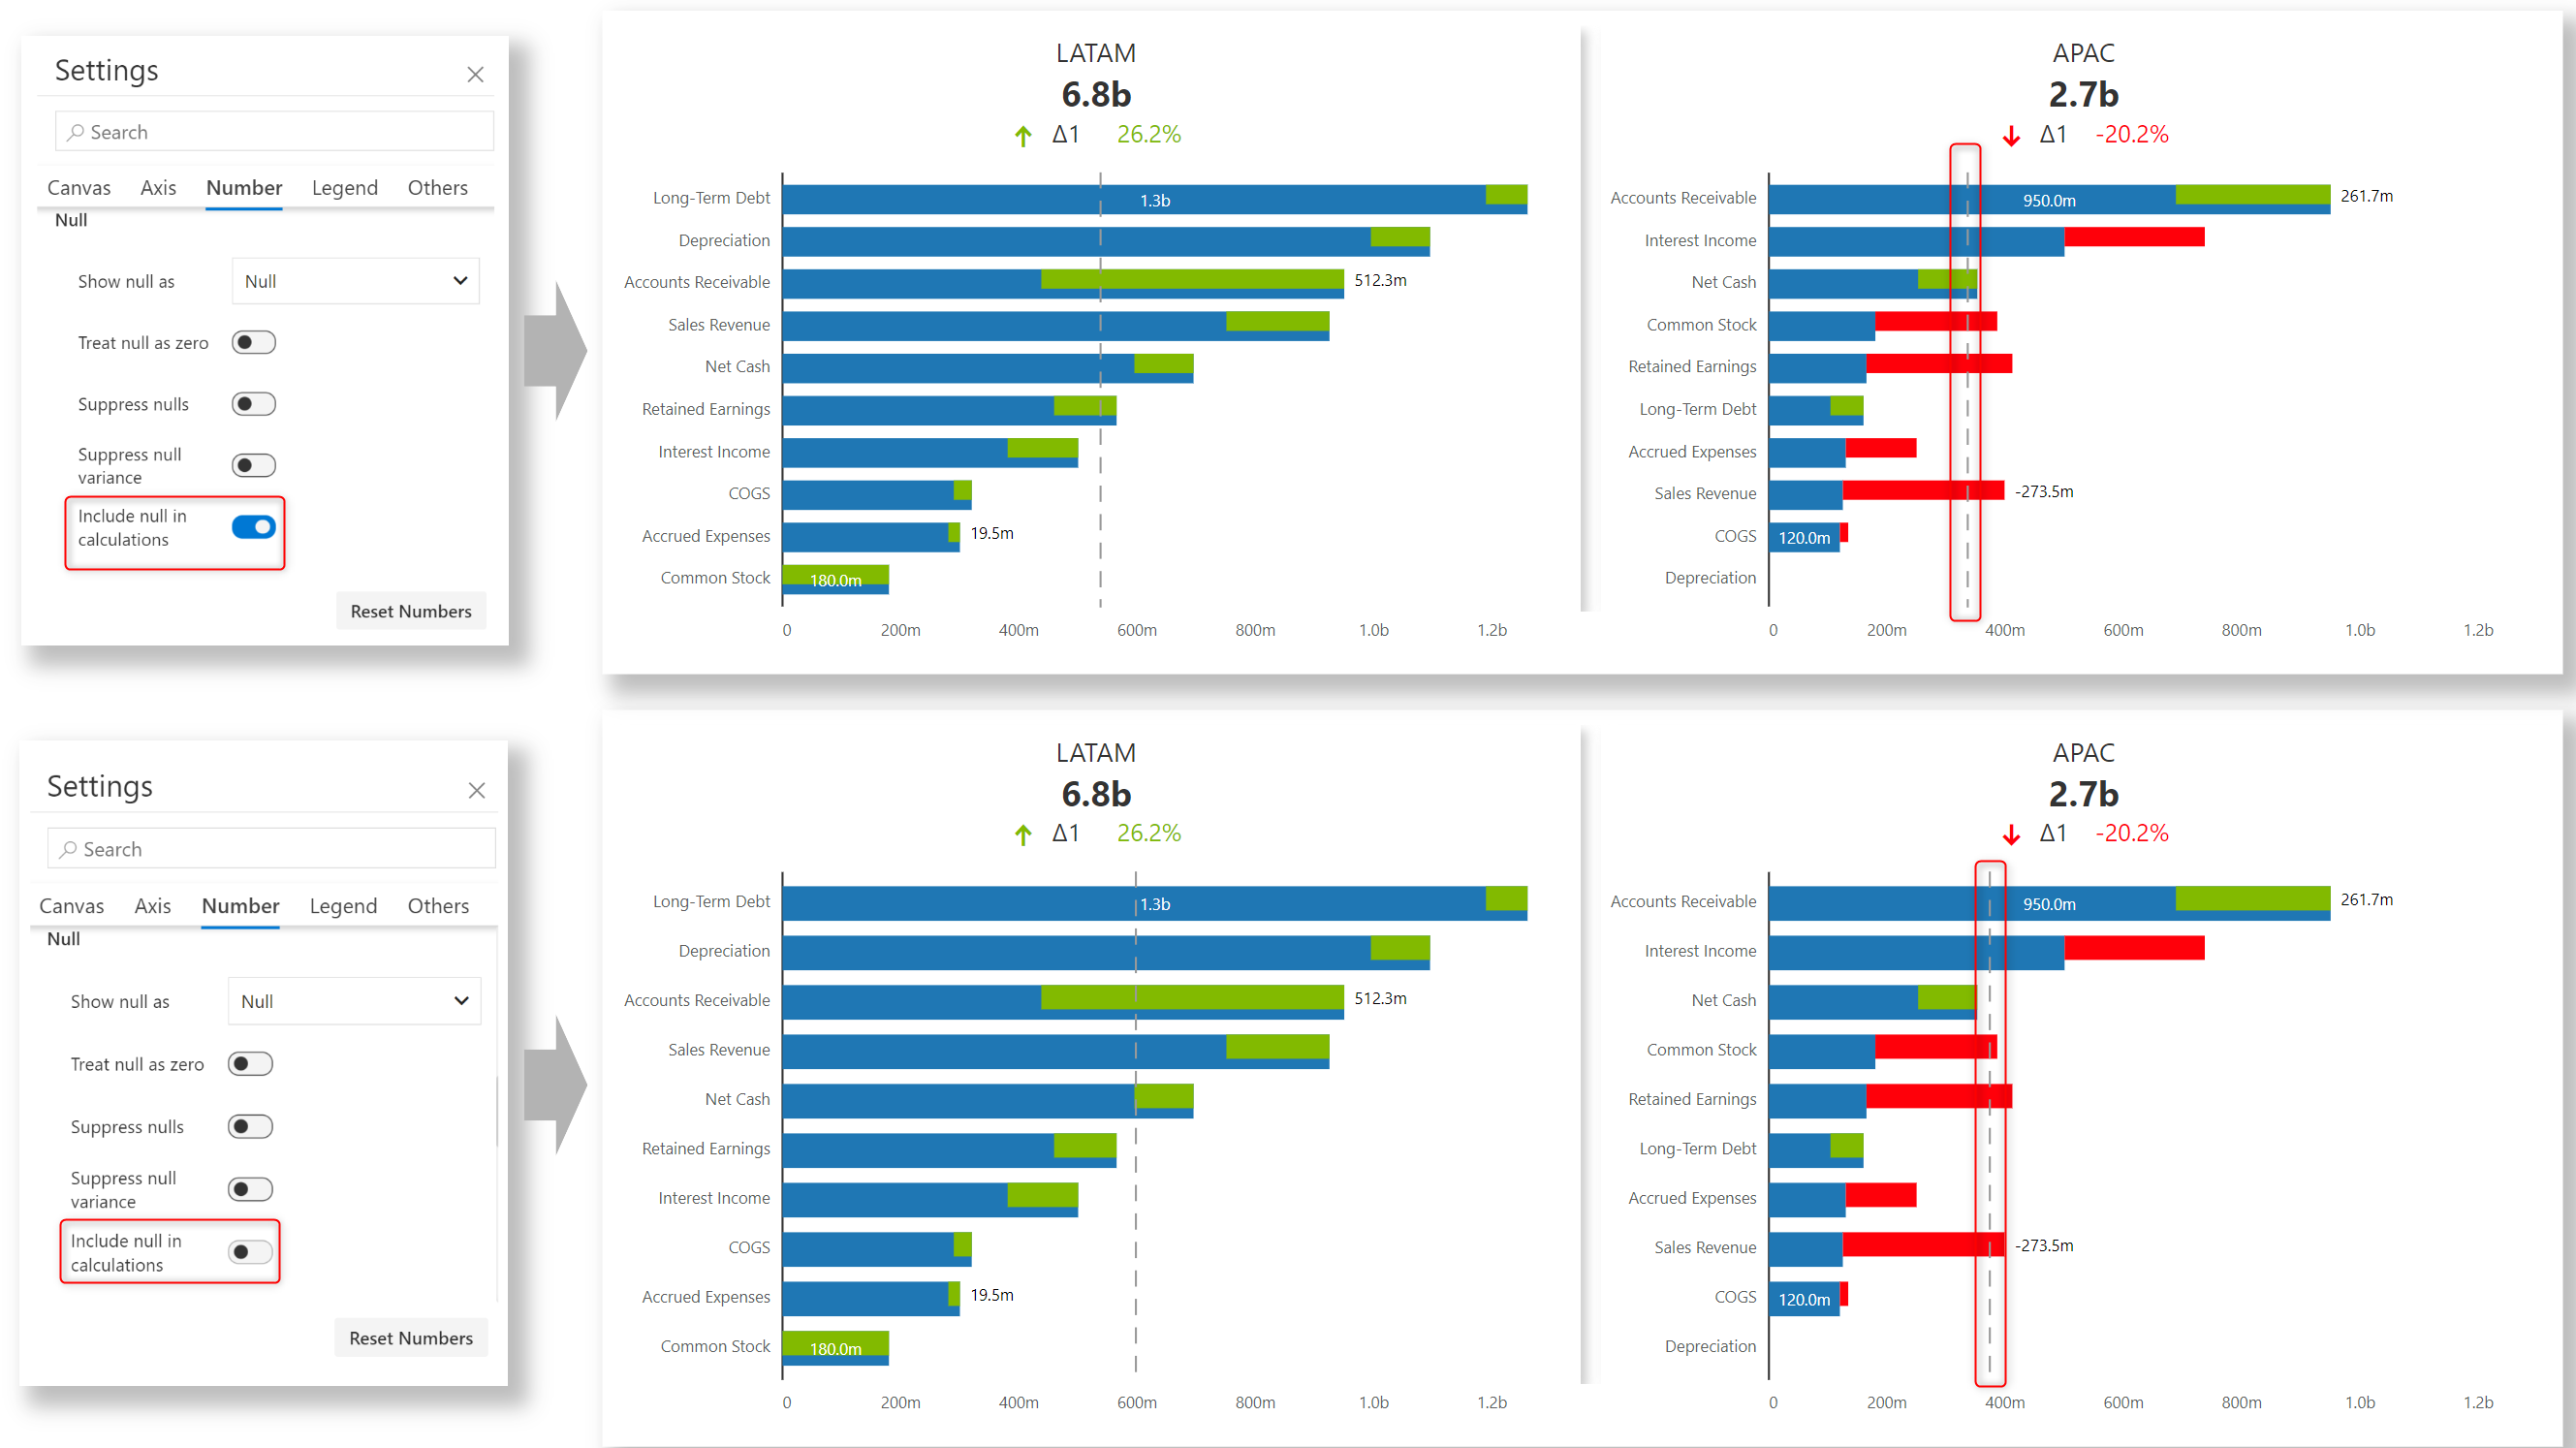 Settings
Search
Canvas Axis Number Legend Others
Null
Show null as Null
Treat null as zero
Suppress nulls
Suppress null
variance
Include null in
calculations
Reset Numbers
LATAM
6.8b
↑ Δ1 26.2%
Long-Term Debt 1.3b
Depreciation
Accounts Receivable 512.3m
Sales Revenue
Net Cash
Retained Earnings
Interest Income
COGS
Accrued Expenses 19.5m
Common Stock 180.0m
0 200m 400m 600m 800m 1.0b 1.2b
APAC
2.7b
↓ Δ1 -20.2%
Accounts Receivable 950.0m 261.7m
Interest Income
Net Cash
Common Stock
Retained Earnings
Long-Term Debt
Accrued Expenses
Sales Revenue -273.5m
COGS 120.0m
Depreciation
0 200m 400m 600m 800m 1.0b 1.2b
Settings
Search
Canvas Axis Number Legend Others
Null
Show null as Null
Treat null as zero
Suppress nulls
Suppress null
variance
Include null in
calculations
Reset Numbers
LATAM
6.8b
↑ Δ1 26.2%
Long-Term Debt 1.3b
Depreciation
Accounts Receivable 512.3m
Sales Revenue
Net Cash
Retained Earnings
Interest Income
COGS
Accrued Expenses 19.5m
Common Stock 180.0m
0 200m 400m 600m 800m 1.0b 1.2b
APAC
2.7b
↓ Δ1 -20.2%
Accounts Receivable 950.0m 261.7m
Interest Income
Net Cash
Common Stock
Retained Earnings
Long-Term Debt
Accrued Expenses
Sales Revenue -273.5m
COGS 120.0m
Depreciation
0 200m 400m 600m 800m 1.0b 1.2b